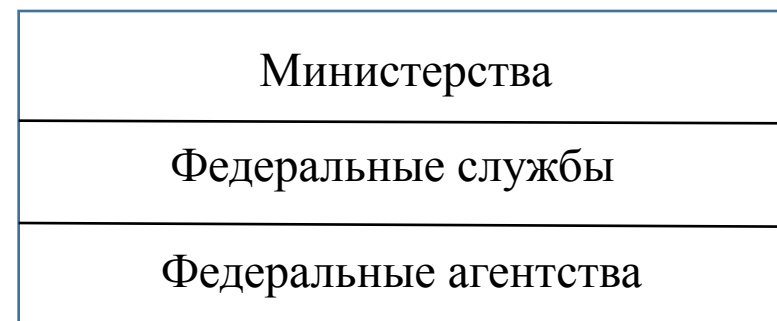 Министерства
Федеральные службы
Федеральные агентства